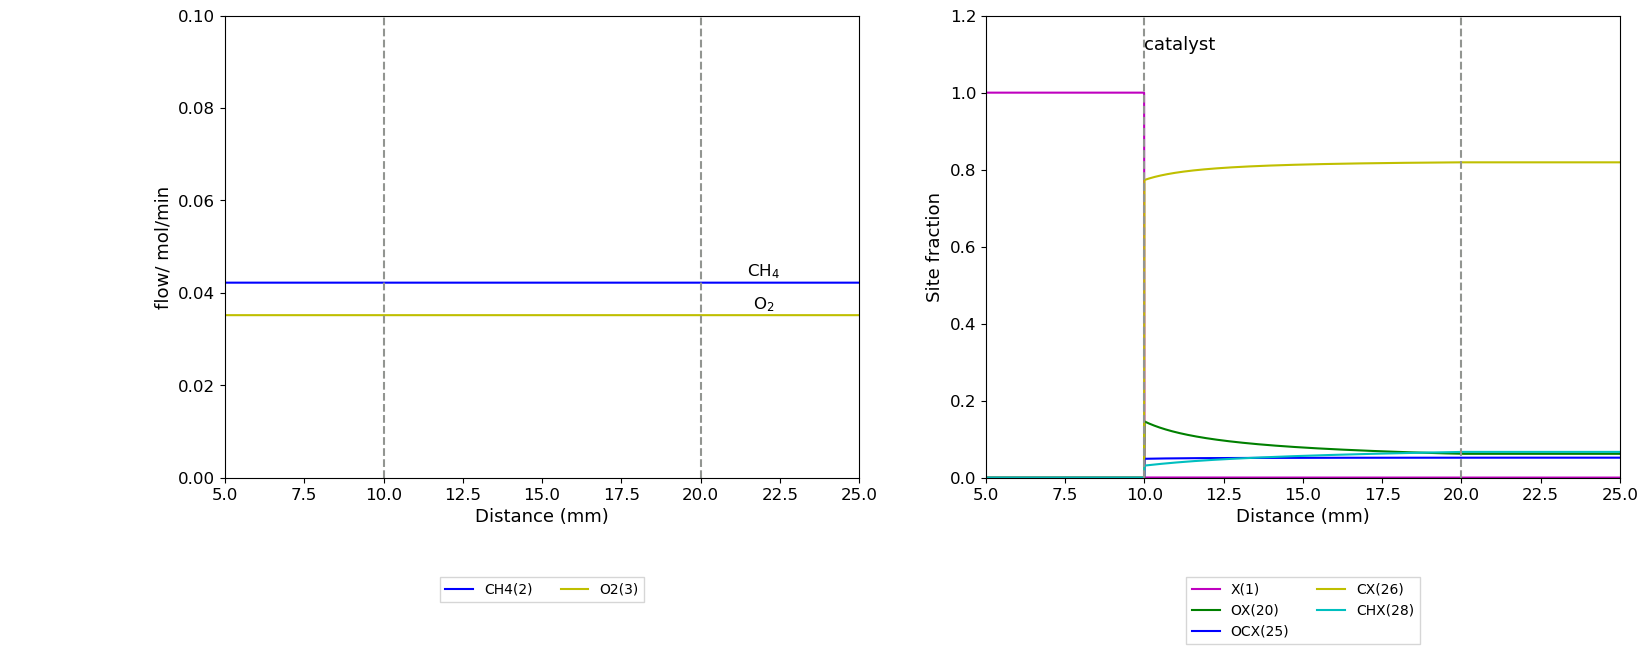 0.10
0.08
0.06
0.04
0.02
0.00
flow/ mol/min
CH₄
O₂
5.0 7.5 10.0 12.5 15.0 17.5 20.0 22.5 25.0
Distance (mm)
CH4(2) O2(3)
1.2
1.0
0.8
0.6
0.4
0.2
0.0
Site fraction
catalyst
5.0 7.5 10.0 12.5 15.0 17.5 20.0 22.5 25.0
Distance (mm)
X(1) CX(26)
OX(20) CHX(28)
OCX(25)